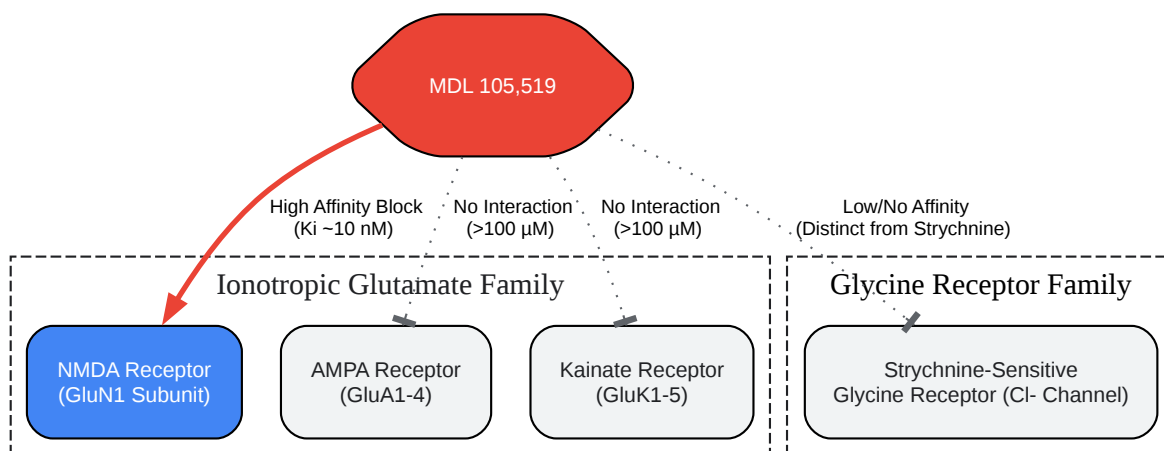 MDL 105,519
High Affinity Block
(Ki ~10 nM)
No Interaction
(>100 µM)
No Interaction
(>100 µM)
Low/No Affinity
(Distinct from Strychnine)
Ionotropic Glutamate Family
Glycine Receptor Family
NMDA Receptor
(GluN1 Subunit)
AMPA Receptor
(GluA1-4)
Kainate Receptor
(GluK1-5)
Strychnine-Sensitive
Glycine Receptor (Cl- Channel)